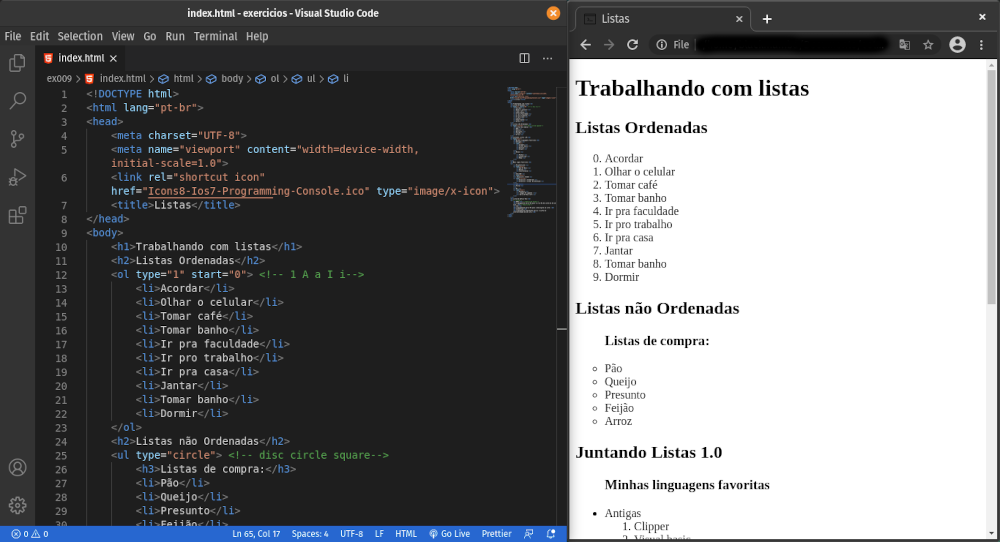 index.html - exercicios - Visual Studio Code
File Edit Selection View Go Run Terminal Help
index.html
ex009 > index.html > html > body > ol > ul > li
1 <!DOCTYPE html>
2 <html lang="pt-br">
3 <head>
4 <meta charset="UTF-8">
5 <meta name="viewport" content="width=device-width,
initial-scale=1.0">
6 <link rel="shortcut icon"
href="Icons8-Ios7-Programming-Console.ico" type="image/x-icon">
7 <title>Listas</title>
8 </head>
9 <body>
10 <h1>Trabalhando com listas</h1>
11 <h2>Listas Ordenadas</h2>
12 <ol type="1" start="0"> <!-- 1 A a I i-->
13 <li>Acordar</li>
14 <li>Olhar o celular</li>
15 <li>Tomar café</li>
16 <li>Tomar banho</li>
17 <li>Ir pra faculdade</li>
18 <li>Ir pro trabalho</li>
19 <li>Ir pra casa</li>
20 <li>Jantar</li>
21 <li>Tomar banho</li>
22 <li>Dormir</li>
23 </ol>
24 <h2>Listas não Ordenadas</h2>
25 <ul type="circle"> <!-- disc circle square-->
26 <h3>Listas de compra:</h3>
27 <li>Pão</li>
28 <li>Queijo</li>
29 <li>Presunto</li>
30 <li>Feijão</li>
0 0 Ln 65, Col 17 Spaces: 4 UTF-8 LF HTML Go Live Prettier
Listas
File
Trabalhando com listas
Listas Ordenadas
0. Acordar
1. Olhar o celular
2. Tomar café
3. Tomar banho
4. Ir pra faculdade
5. Ir pro trabalho
6. Ir pra casa
7. Jantar
8. Tomar banho
9. Dormir
Listas não Ordenadas
Listas de compra:
Pão
Queijo
Presunto
Feijão
Arroz
Juntando Listas 1.0
Minhas linguagens favoritas
Antigas
1. Clipper
2. Visual basic